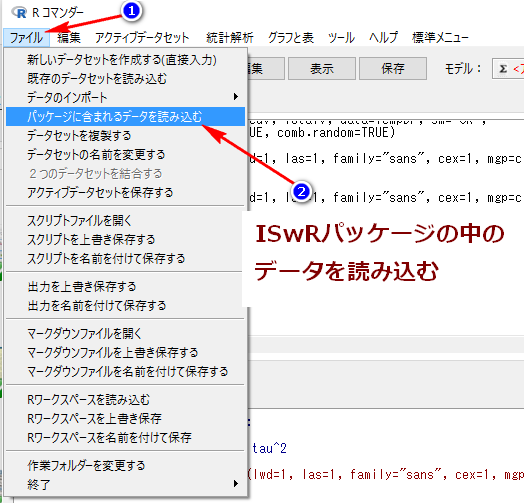 R コマンダー
1
ファイル 編集 アクティブデータセット 統計解析 グラフと表 ツール ヘルプ 標準メニュー
新しいデータセットを作成する(直接入力)
既存のデータセットを読み込む
データのインポート
パッケージに含まれるデータを読み込む
データセットを複製する
データセットの名前を変更する
２つのデータセットを結合する
アクティブデータセットを保存する
スクリプトファイルを開く
スクリプトを上書き保存する
スクリプトを名前を付けて保存する
出力を上書き保存する
出力を名前を付けて保存する
マークダウンファイルを開く
マークダウンファイルを上書き保存する
マークダウンファイルを名前を付けて保存する
Rワークスペースを読み込む
Rワークスペースを上書き保存
Rワークスペースを名前を付けて保存
作業フォルダーを変更する
終了
編集 表示 保存 モデル： Σ
UE, comb.random=TRUE)
d=1, las=1, family="sans", cex=1, mgp=c
2
d=1, las=1, family="sans", cex=1, mgp=c
ISwRパッケージの中の
データを読み込む
tau^2
(lwd=1, las=1, family="sans", cex=1, mgp